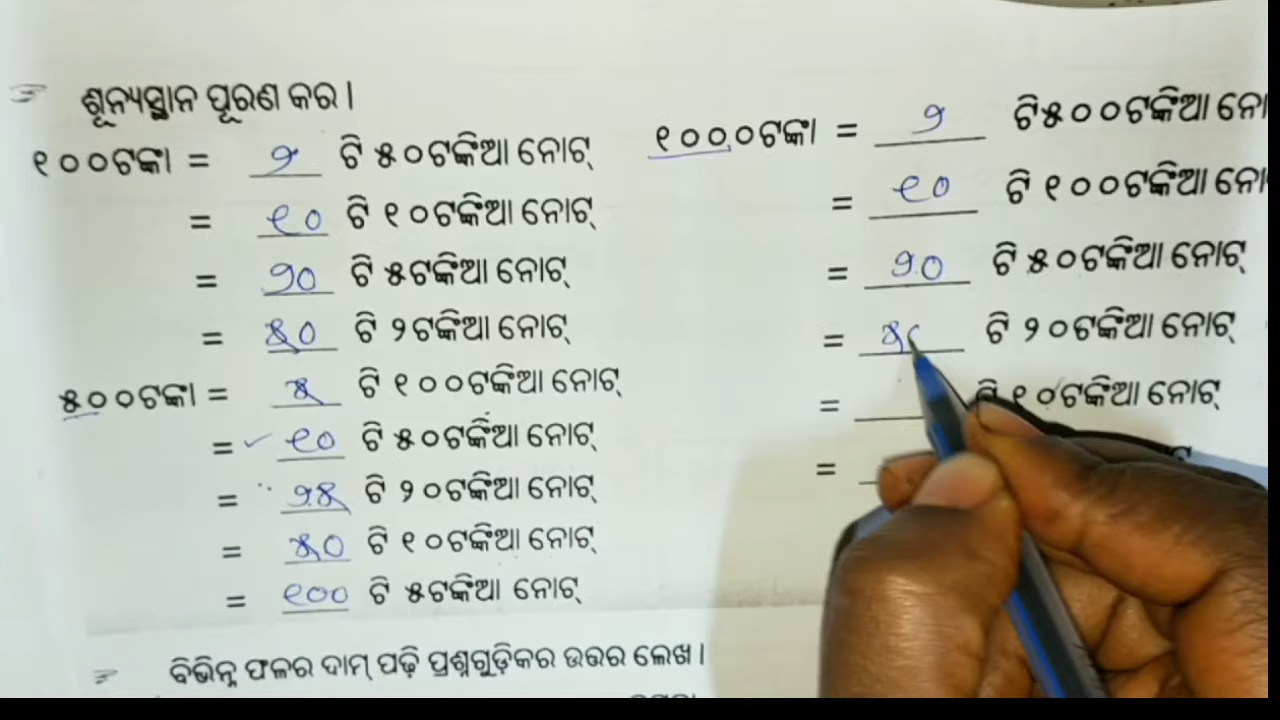 ଶୂନ୍ୟସ୍ଥାନ ପୂରଣ କର ।
୧୦୦ଟଙ୍କା = ୨ ଟି ୫୦ଟଙ୍କିଆ ନୋଟ୍
= ୧୦ ଟି ୧୦ଟଙ୍କିଆ ନୋଟ୍
= ୨୦ ଟି ୫ଟଙ୍କିଆ ନୋଟ୍
= ୫୦ ଟି ୨ଟଙ୍କିଆ ନୋଟ୍
୫୦୦ଟଙ୍କା = ୫ ଟି ୧୦୦ଟଙ୍କିଆ ନୋଟ୍
= ୧୦ ଟି ୫୦ଟଙ୍କିଆ ନୋଟ୍
= ୨୫ ଟି ୨୦ଟଙ୍କିଆ ନୋଟ୍
= ୫୦ ଟି ୧୦ଟଙ୍କିଆ ନୋଟ୍
= ୧୦୦ ଟି ୫ଟଙ୍କିଆ ନୋଟ୍
୧୦୦୦ଟଙ୍କା = ୨ ଟି ୫୦୦ଟଙ୍କିଆ
= ୧୦ ଟି ୧୦୦ଟଙ୍କିଆ
= ୨୦ ଟି ୫୦ଟଙ୍କିଆ ନୋଟ୍
= ୫୦ ଟି ୨୦ଟଙ୍କିଆ ନୋଟ୍
= ଟି ୧୦ଟଙ୍କିଆ ନୋଟ୍
=
ବିଭିନ୍ନ ଫଳର ଦାମ୍ ପଢ଼ି ପ୍ରଶ୍ନଗୁଡ଼ିକର ଉତ୍ତର ଲେଖ ।